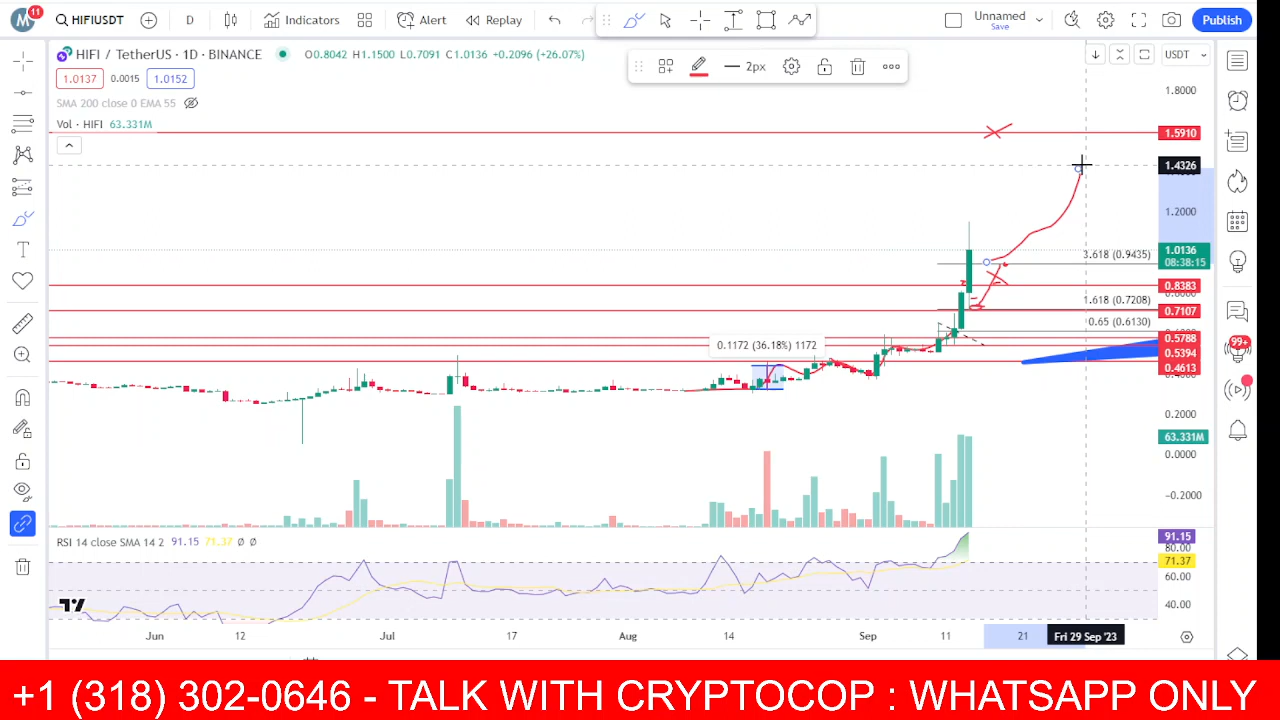 M 11 HIFIUSDT D Indicators Alert Replay Unnamed Save Publish
HIFI / TetherUS · 1D · BINANCE O0.8042 H1.1500 L0.7091 C1.0136 +0.2096 (+26.07%) USDT
2px
1.0137 0.0015 1.0152
SMA 200 close 0 EMA 55
Vol · HIFI 63.331M
1.8000
1.5910
1.4326
1.2000
1.0136
08:38:15
3.618 (0.9435)
0.8383
1.618 (0.7208)
0.7107
0.65 (0.6130)
0.5788
0.1172 (36.18%) 1172
0.5394
0.4613
99+
0.2000
63.331M
0.0000
−0.2000
RSI 14 close SMA 14 2 91.15 71.37 Ø Ø
91.15
80.00
71.37
60.00
40.00
Jun 12 Jul 17 Aug 14 Sep 11 21 Fri 29 Sep '23
+1 (318) 302-0646 - TALK WITH CRYPTOCOP : WHATSAPP ONLY